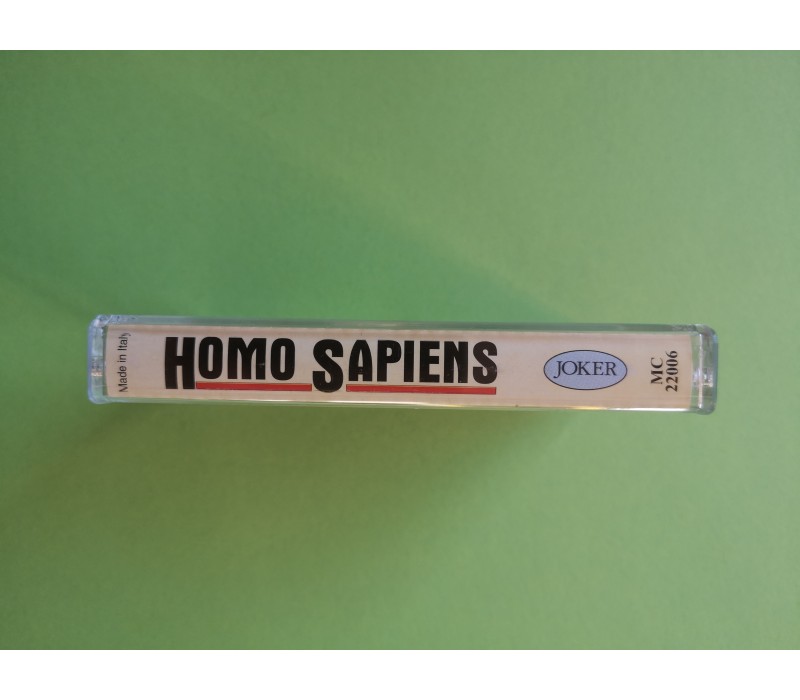 Made in Italy
HOMO SAPIENS
JOKER
MC
22006